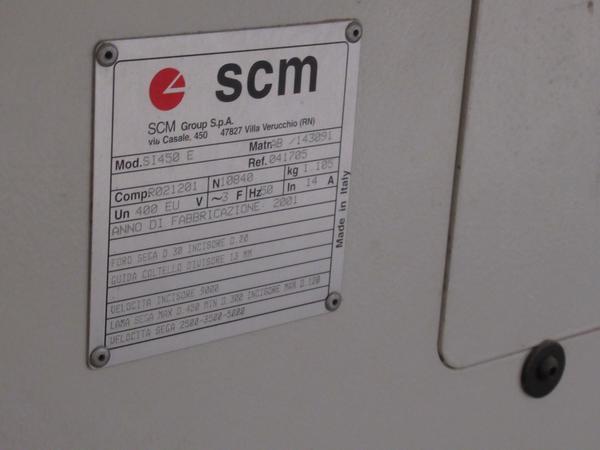 scm
SCM Group S.p.A.
via Casale, 450 47827 Villa Verucchio (RN)
Mod. SI450 E Matr. AB /143091
Ref. 041705
Comp. R021201 N 10840 kg 1.105
Un 400 EU V ~ 3 F Hz 50 In 14 A
ANNO DI FABBRICAZIONE: 2001
FORO SEGA D.30 INCISORE D.20
GUIDA COLTELLO DIVISORE 13 MM
VELOCITA INCISORE 9000
LAMA SEGA MAX D.450 MIN D.300 INCISORE MAX D.120
VELOCITA SEGA 2500-3500-5000
Made in Italy